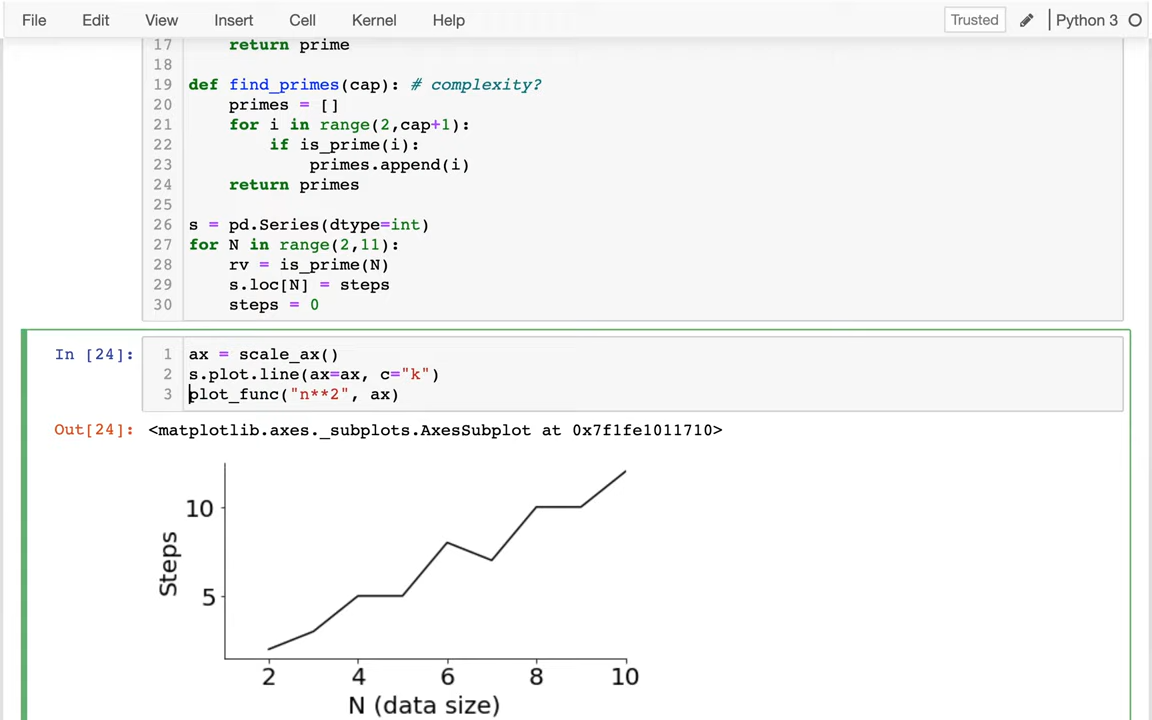 File Edit View Insert Cell Kernel Help Trusted Python 3
17 return prime
18
19 def find_primes(cap): # complexity?
20 primes = []
21 for i in range(2,cap+1):
22 if is_prime(i):
23 primes.append(i)
24 return primes
25
26 s = pd.Series(dtype=int)
27 for N in range(2,11):
28 rv = is_prime(N)
29 s.loc[N] = steps
30 steps = 0
In [24]: 1 ax = scale_ax()
2 s.plot.line(ax=ax, c="k")
3 plot_func("n**2", ax)
Out[24]: <matplotlib.axes._subplots.AxesSubplot at 0x7f1fe1011710>
10
Steps
5
2 4 6 8 10
N (data size)